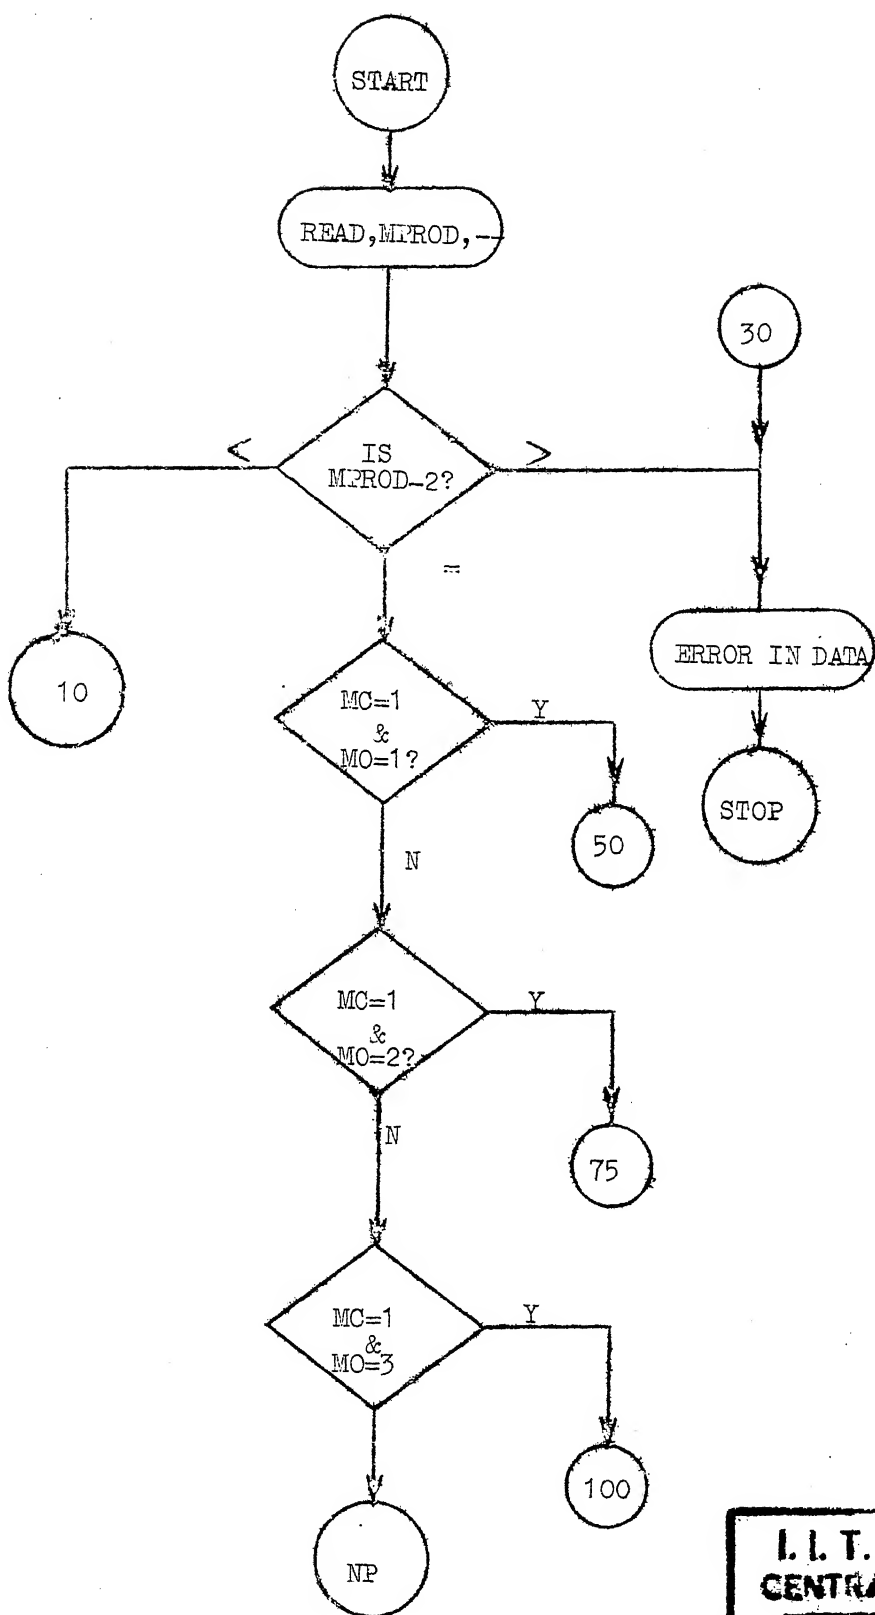 START
READ,MPROD,—
30
<
IS
MPROD-2?
>
=
10
ERROR IN DATA
MC=1
&
MO=1?
Y
STOP
50
N
MC=1
&
MO=2?
Y
N
75
MC=1
&
MO=3
Y
100
NP
I. I. T.
CENTRA